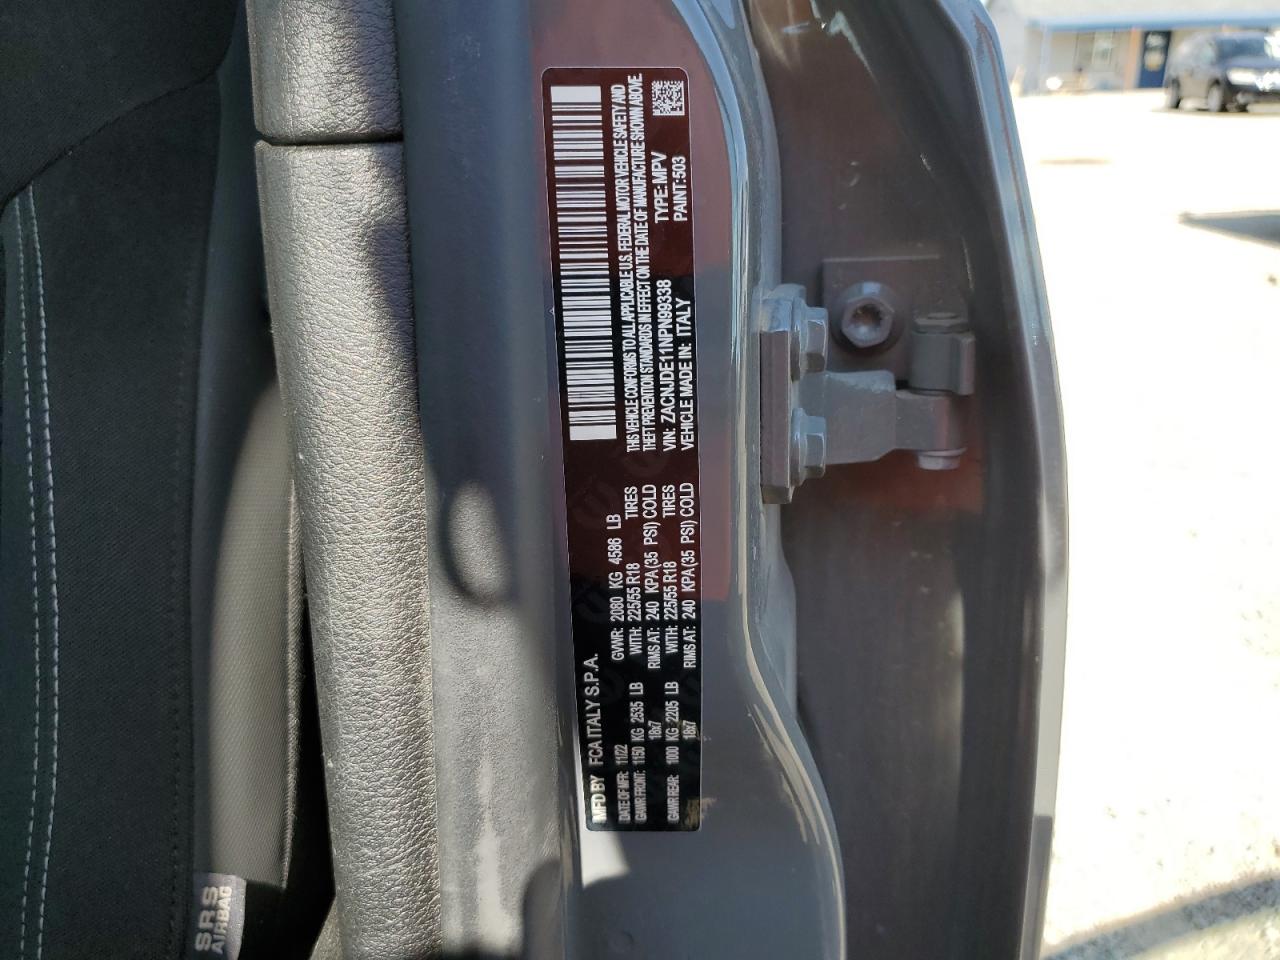 MFD BY FCA ITALY S.P.A.
DATE OF MFR: 11/22 GVWR: 2080 KG 4586 LB
GAWR FRONT: 1150 KG 2535 LB WITH: 225/55 R18 TIRES
18x7 RIMS AT: 240 KPA(35 PSI) COLD
GAWR REAR: 1000 KG 2205 LB WITH: 225/55 R18 TIRES
18x7 RIMS AT: 240 KPA(35 PSI) COLD
THIS VEHICLE CONFORMS TO ALL APPLICABLE U.S. FEDERAL MOTOR VEHICLE SAFETY AND
THEFT PREVENTION STANDARDS IN EFFECT ON THE DATE OF MANUFACTURE SHOWN ABOVE.
VIN: ZACNJDE11NPN99338 TYPE: MPV
VEHICLE MADE IN: ITALY PAINT: 503
SRS
AIRBAG